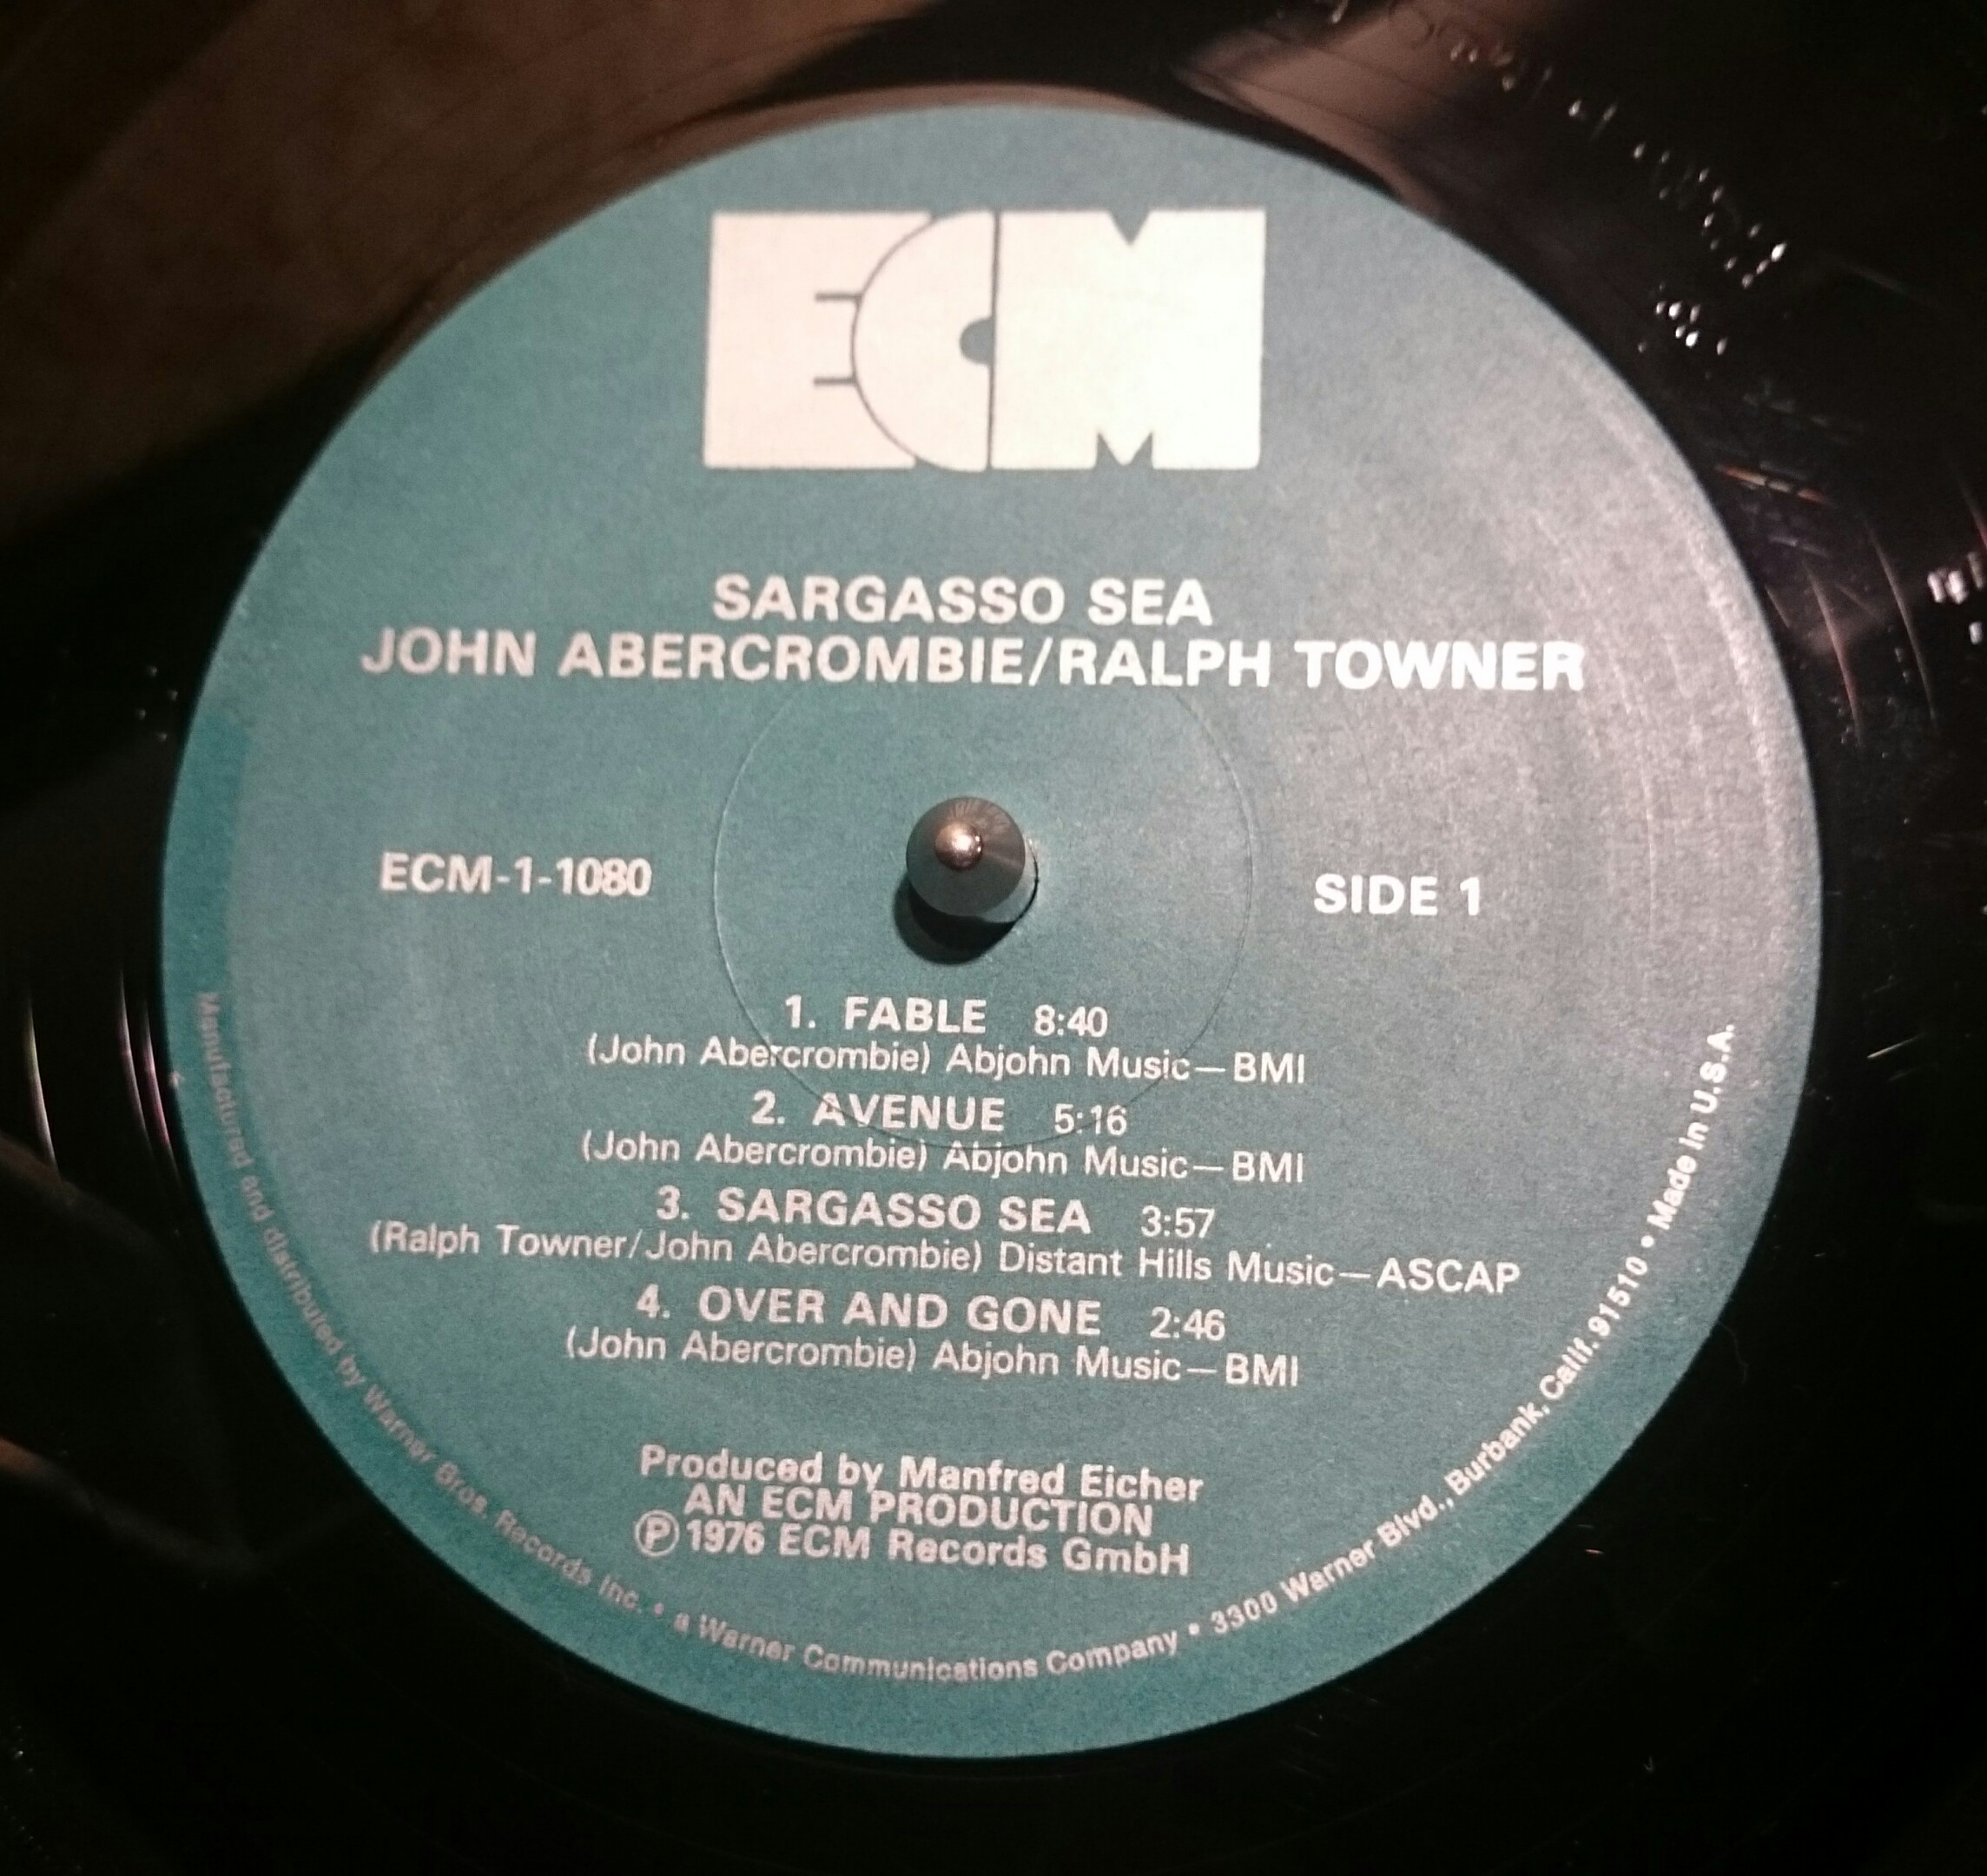 ECM
SARGASSO SEA
JOHN ABERCROMBIE/RALPH TOWNER
ECM-1-1080
SIDE 1
1. FABLE 8:40
(John Abercrombie) Abjohn Music—BMI
2. AVENUE 5:16
(John Abercrombie) Abjohn Music—BMI
3. SARGASSO SEA 3:57
(Ralph Towner/John Abercrombie) Distant Hills Music—ASCAP
4. OVER AND GONE 2:46
(John Abercrombie) Abjohn Music—BMI
Produced by Manfred Eicher
AN ECM PRODUCTION
Ⓟ 1976 ECM Records GmbH
Manufactured and distributed by Warner Bros. Records Inc. • a Warner Communications Company • 3300 Warner Blvd., Burbank, Calif. 91510 • Made in U.S.A.